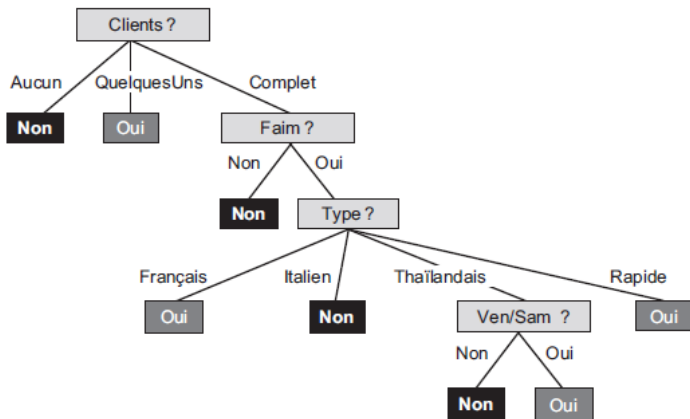 Clients ?
Aucun QuelquesUns Complet
Non Oui Faim ?
Non Oui
Non Type ?
Français Italien Thaïlandais Rapide
Oui Non Ven/Sam ? Oui
Non Oui
Non Oui